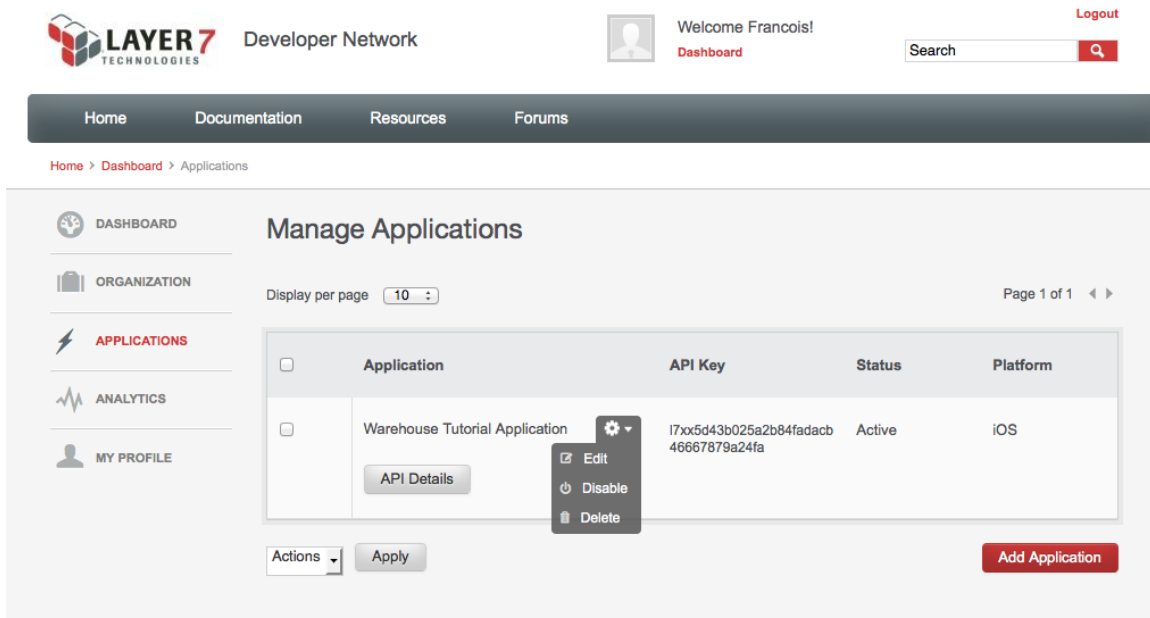 LAYER 7
TECHNOLOGIES
Developer Network
Welcome Francois!
Dashboard
Logout
Search
Home Documentation Resources Forums
Home > Dashboard > Applications
DASHBOARD
ORGANIZATION
APPLICATIONS
ANALYTICS
MY PROFILE
Manage Applications
Display per page 10
Page 1 of 1
Application API Key Status Platform
Warehouse Tutorial Application l7xx5d43b025a2b84fadacb Active iOS
46667879a24fa
API Details
Edit
Disable
Delete
Actions Apply Add Application